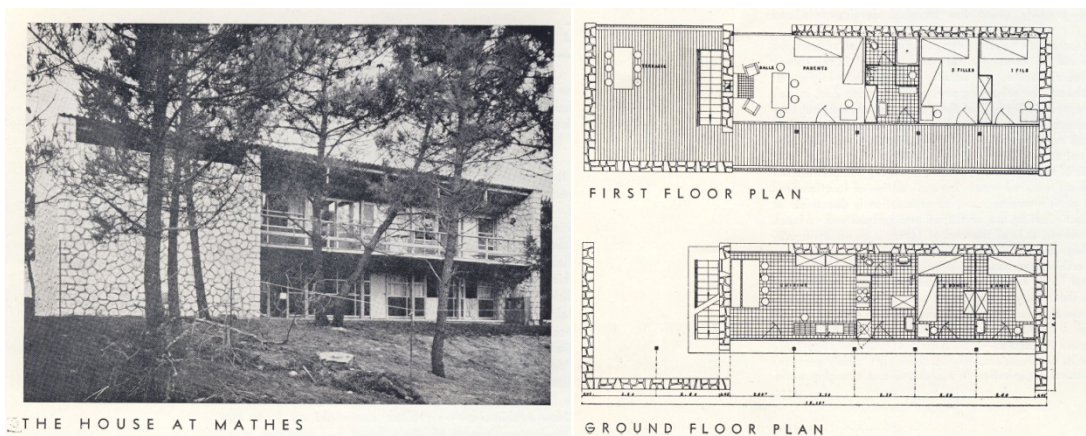 THE HOUSE AT MATHES
TERRASSE
SALLE
PARENTS
2 FILLES
1 FILS
FIRST FLOOR PLAN
CUISINE
GROUND FLOOR PLAN